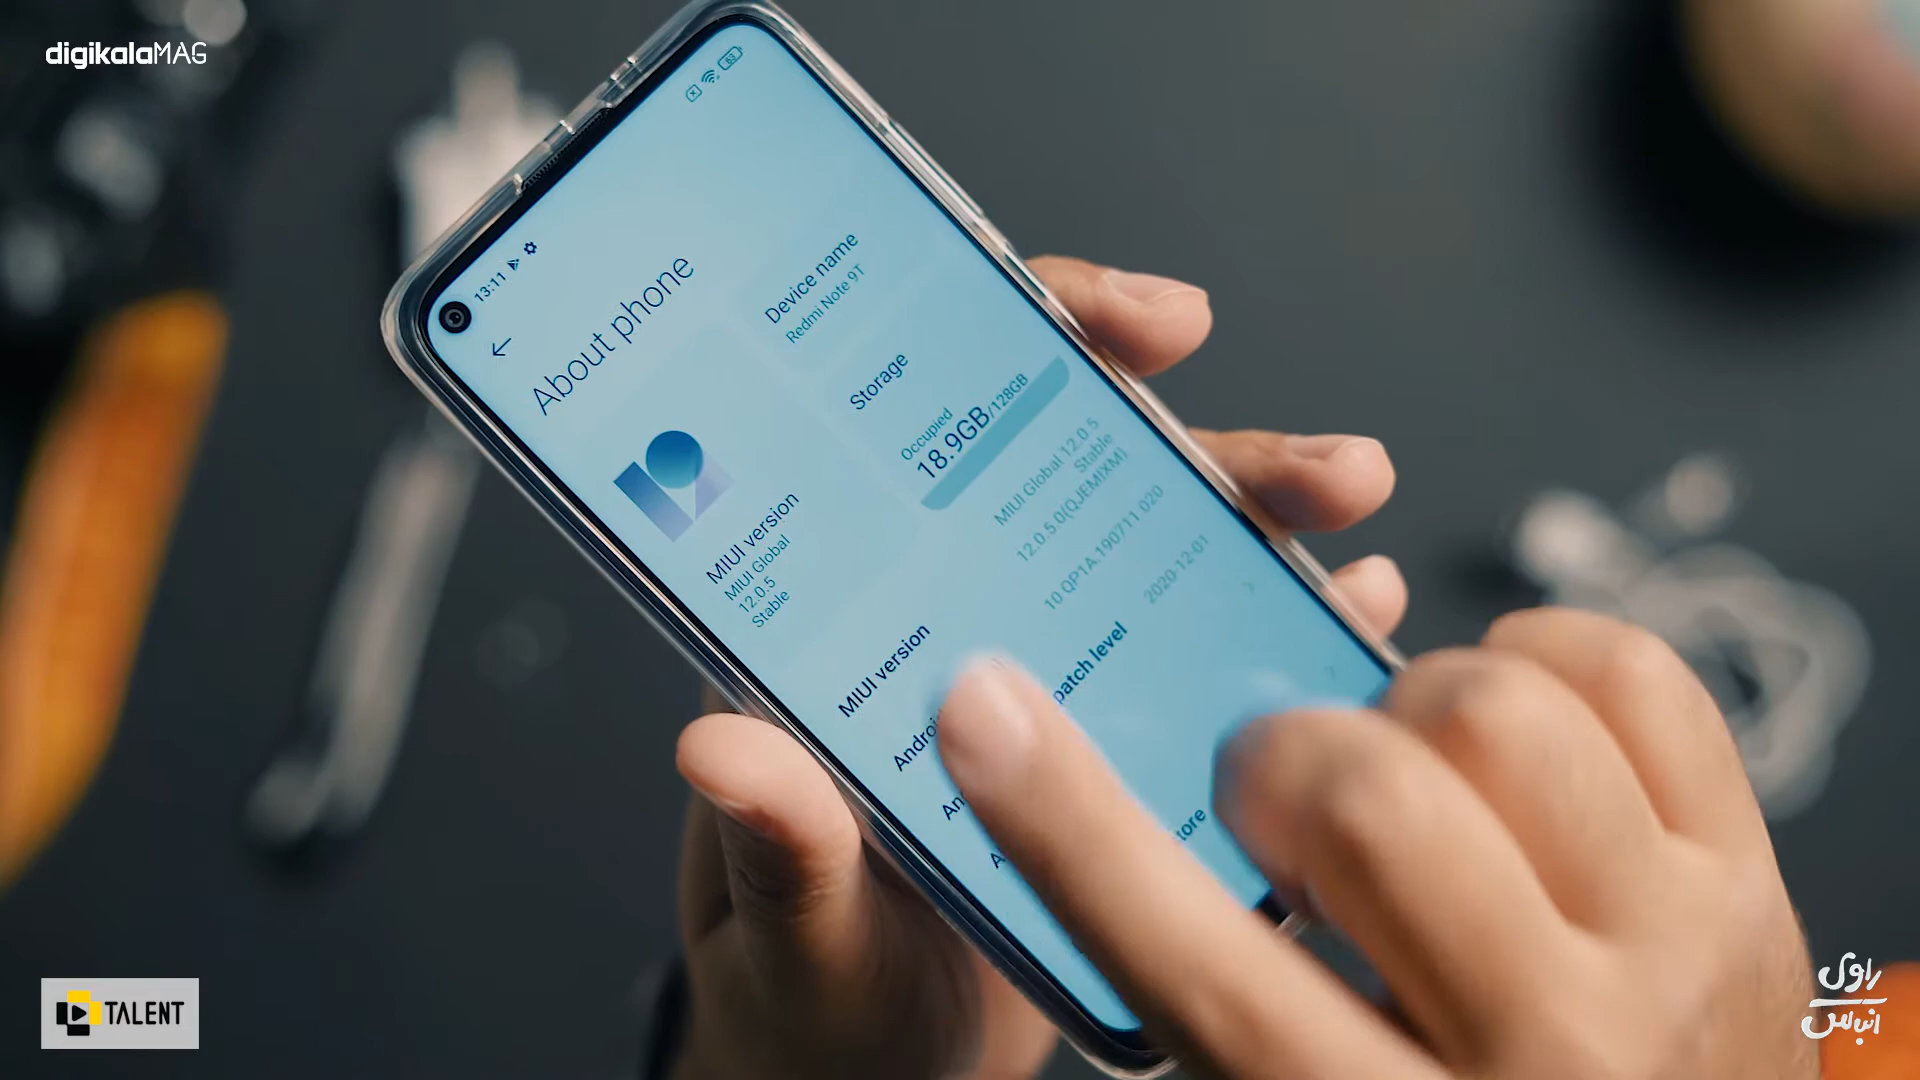 digikalaMAG
13:11
63
About phone
Device name
Redmi Note 9T
Storage
Occupied
18.9GB/128GB
MIUI version
MIUI Global
12.0.5
Stable
MIUI version
MIUI Global 12.0.5
Stable
12.0.5.0(QJEMIXM)
10 QP1A.190711.020
patch level
2020-12-01
TALENT
راوی
آنباکس